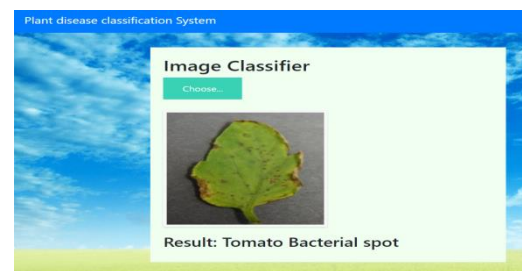 Plant disease classification System
Image Classifier
Choose..
Result: Tomato Bacterial spot